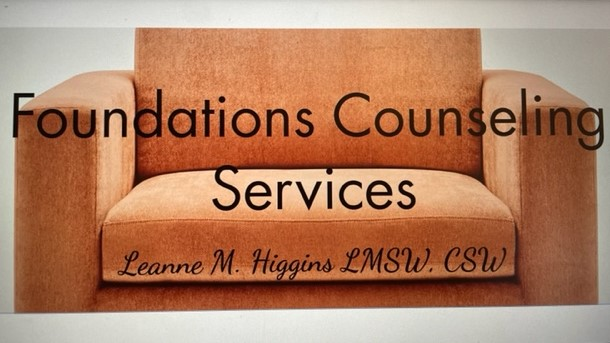 Foundations Counseling
Services
Leanne M. Higgins LMSW, CSW